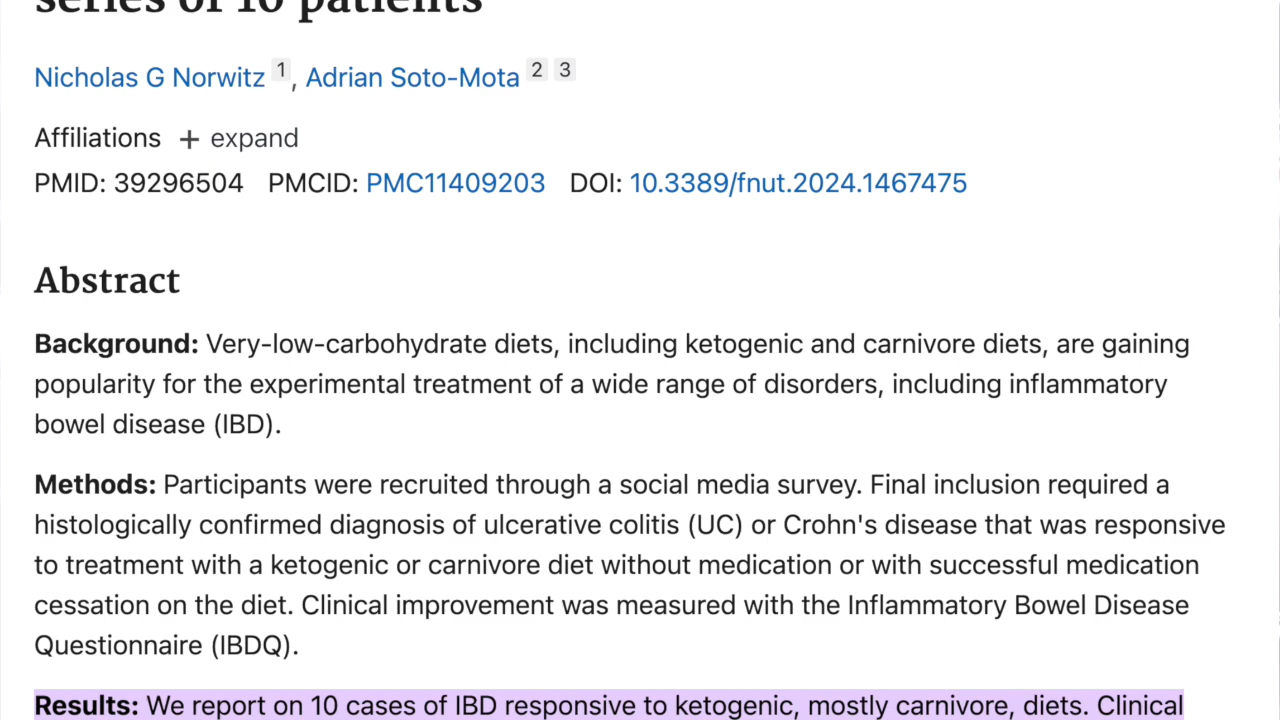 series of 10 patients
Nicholas G Norwitz 1, Adrian Soto-Mota 2 3
Affiliations + expand
PMID: 39296504 PMCID: PMC11409203 DOI: 10.3389/fnut.2024.1467475
Abstract
Background: Very-low-carbohydrate diets, including ketogenic and carnivore diets, are gaining
popularity for the experimental treatment of a wide range of disorders, including inflammatory
bowel disease (IBD).
Methods: Participants were recruited through a social media survey. Final inclusion required a
histologically confirmed diagnosis of ulcerative colitis (UC) or Crohn's disease that was responsive
to treatment with a ketogenic or carnivore diet without medication or with successful medication
cessation on the diet. Clinical improvement was measured with the Inflammatory Bowel Disease
Questionnaire (IBDQ).
Results: We report on 10 cases of IBD responsive to ketogenic, mostly carnivore, diets. Clinical